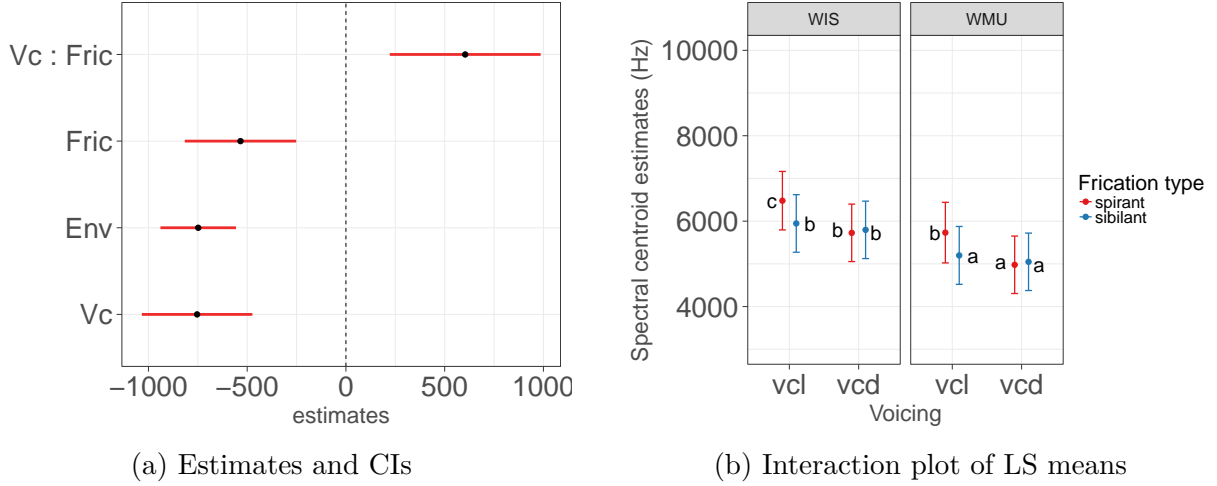 Vc : Fric
Fric
Env
Vc
−1000 −500 0 500 1000
estimates
(a) Estimates and CIs
WIS WMU
Spectral centroid estimates (Hz)
10000
8000
6000
4000
c b b b
b a a a
vcl vcd vcl vcd
Voicing
Frication type
spirant
sibilant
(b) Interaction plot of LS means